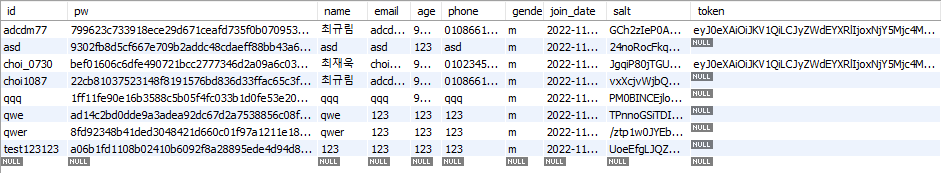 id pw name email age phone gende join_date salt token
adcdm77 799623c733918ece29d671ceafd735f0b070953... 최규림 adcd... 9... 0108661... m 2022-11... GCh2zIeP0A... eyJ0eXAiOiJKV1QiLCJyZWdEYXRlIjoxNjY5Mjc4M...
asd 9302fb8d5cf667e709b2addc48cdaeff88bb43a6... asd asd 123 asd m 2022-11... 24noRocFkq... NULL
choi_0730 bef01606c6dfe490721bcc2777346d2a09a6c03... 최재욱 choi... 9... 0102345... m 2022-11... JgqiP80jTGU... eyJ0eXAiOiJKV1QiLCJyZWdEYXRlIjoxNjY5Mjc4M...
choi1087 22cb81037523148f8191576bd836d33ffac65c3f... 최규림 adcd... 9... 0108661... m 2022-11... vxXcjvWjbQ... NULL
qqq 1ff11fe90e16b3588c5b05f4fc033b1d0fe53e20... qqq qqq 9... qqq m 2022-11... PM0BINCEjlo... NULL
qwe ad14c2bd0dde9a3adea92dc67d2a7538856c08f... qwe 123 123 123 m 2022-11... TPnnoGSiTDI... NULL
qwer 8fd92348b41ded3048421d660c01f97a1211e18... qwer 123 123 123 m 2022-11... /ztp1w0JYEb... NULL
test123123 a06b1fd1108b02410b6092f8a28895ede4d94d8... 123 123 123 123 m 2022-11... UoeEfgLJQZ... NULL
NULL NULL NULL NULL NULL NULL NULL NULL NULL NULL